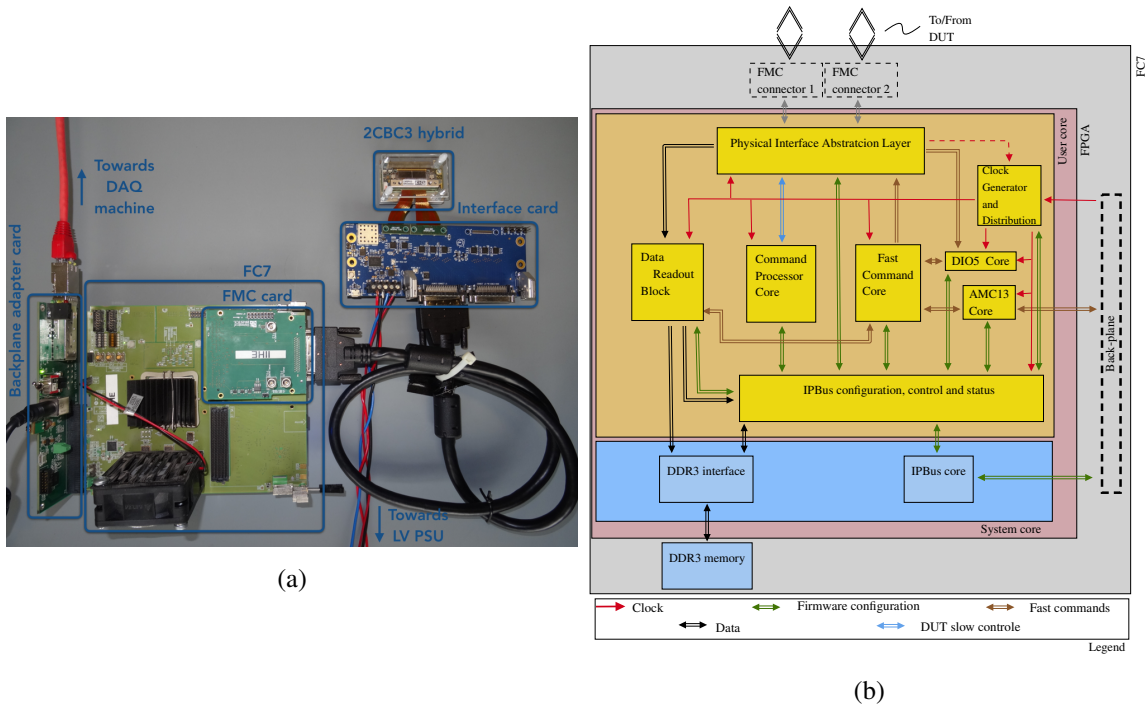 2CBC3 hybrid
Towards
DAQ
machine
Interface card
Backplane adapter card
FC7
FMC card
IIHE
Towards
LV PSU
(a)
To/From
DUT
FC7
FMC
connector 1
FMC
connector 2
User core
FPGA
Physical Interface Abstratcion Layer
Clock
Generator
and
Distribution
Data
Readout
Block
Command
Processor
Core
Fast
Command
Core
DIO5 Core
AMC13
Core
Back-plane
IPBus configuration, control and status
DDR3 interface
IPBus core
System core
DDR3 memory
Clock
Firmware configuration
Fast commands
Data
DUT slow controle
Legend
(b)